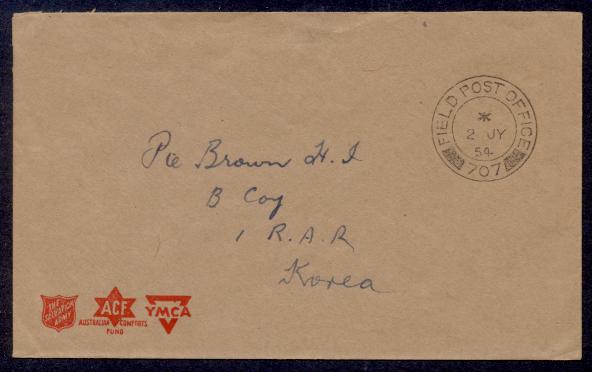 FIELD POST OFFICE
*
2 JY
54
707
Pte Brown H. I
B Coy
1 R.A.R
Korea
THE SALVATION ARMY
ACF
AUSTRALIAN COMFORTS
FUND
YMCA